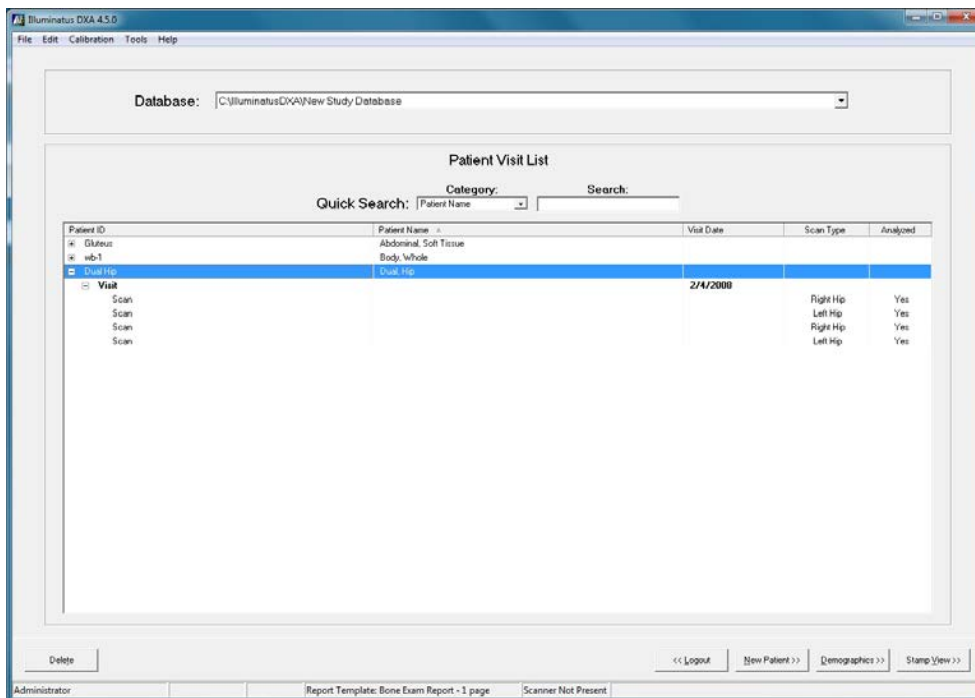 Illuminatus DXA 4.5.0
File Edit Calibration Tools Help
Database: C:\IlluminatusDXA\New Study Database
Patient Visit List
Category: Search:
Quick Search: Patient Name
Patient ID Patient Name Visit Date Scan Type Analyzed
Gluteus Abdominal, Soft Tissue
wb-1 Body, Whole
Dual Hip Dual, Hip
Visit 2/4/2008
Scan Right Hip Yes
Scan Left Hip Yes
Scan Right Hip Yes
Scan Left Hip Yes
Delete << Logout New Patient >> Demographics >> Stamp View >>
Administrator Report Template: Bone Exam Report - 1 page Scanner Not Present